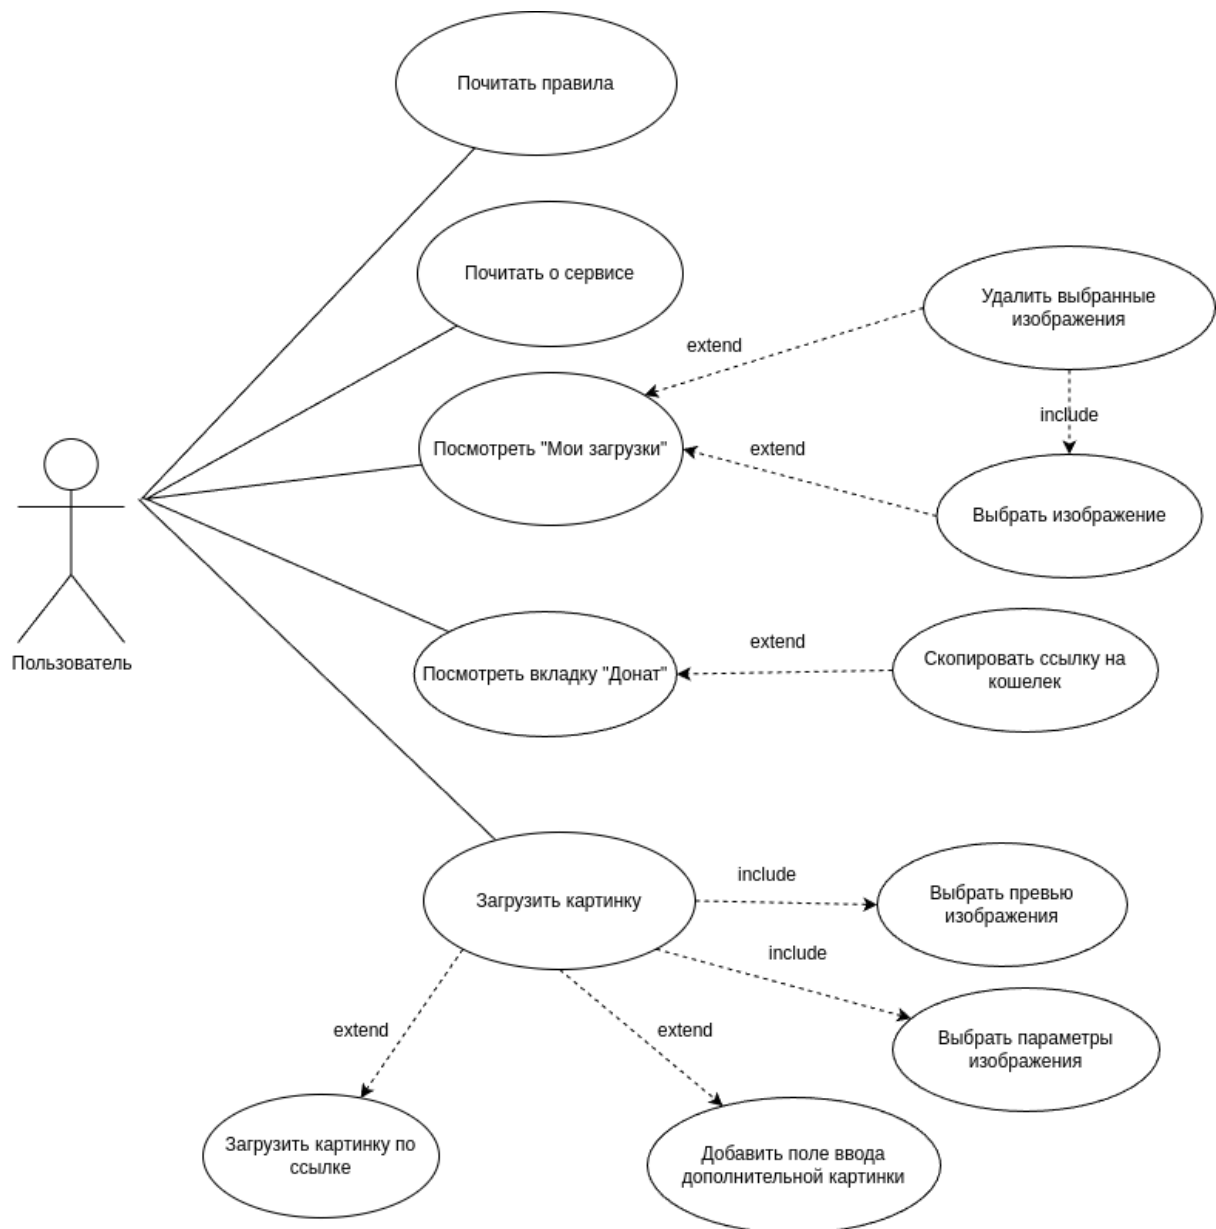 Почитать правила
Почитать о сервисе
Удалить выбранные
изображения
extend
include
Посмотреть "Мои загрузки"
extend
Выбрать изображение
Пользователь
Посмотреть вкладку "Донат"
extend
Скопировать ссылку на
кошелек
Загрузить картинку
include
Выбрать превью
изображения
include
Выбрать параметры
изображения
extend
extend
Загрузить картинку по
ссылке
Добавить поле ввода
дополнительной картинки